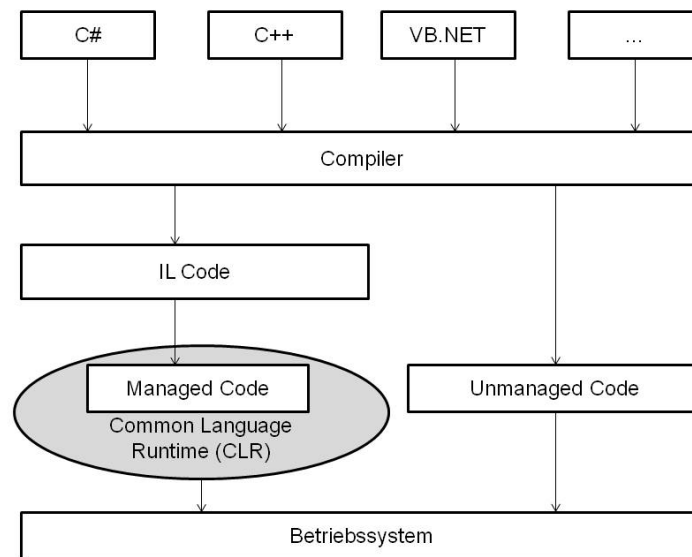 C#
C++
VB.NET
...
Compiler
IL Code
Managed Code
Unmanaged Code
Common Language
Runtime (CLR)
Betriebssystem